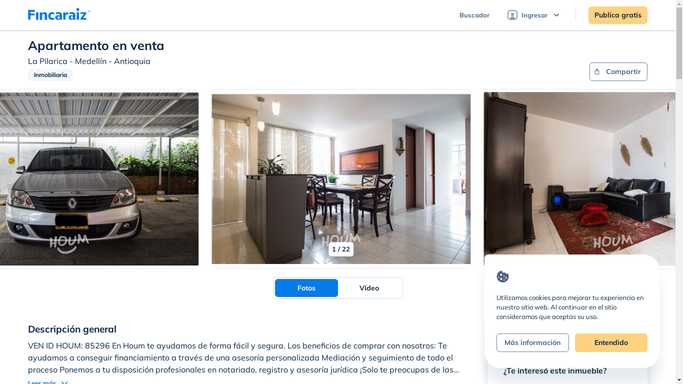 Fincaraiz
Buscador
Ingresar
Publica gratis
Apartamento en venta
La Pilarica - Medellín - Antioquia
Inmobiliaria
Compartir
HOUM
HOUM
HOUM
1 / 22
Fotos
Video
Utilizamos cookies para mejorar tu experiencia en
nuestro sitio web. Al continuar en el sitio
consideramos que aceptas su uso.
Más información
Entendido
Descripción general
VEN ID HOUM: 85296 En Houm te ayudamos de forma fácil y segura. Los beneficios de comprar con nosotros: Te
ayudamos a conseguir financiamiento a través de una asesoría personalizada Mediación y seguimiento de todo el
proceso Ponemos a tu disposición profesionales en notariado, registro y asesoría jurídica ¡Solo te preocupas de las...
Leer más
¿Te interesó este inmueble?